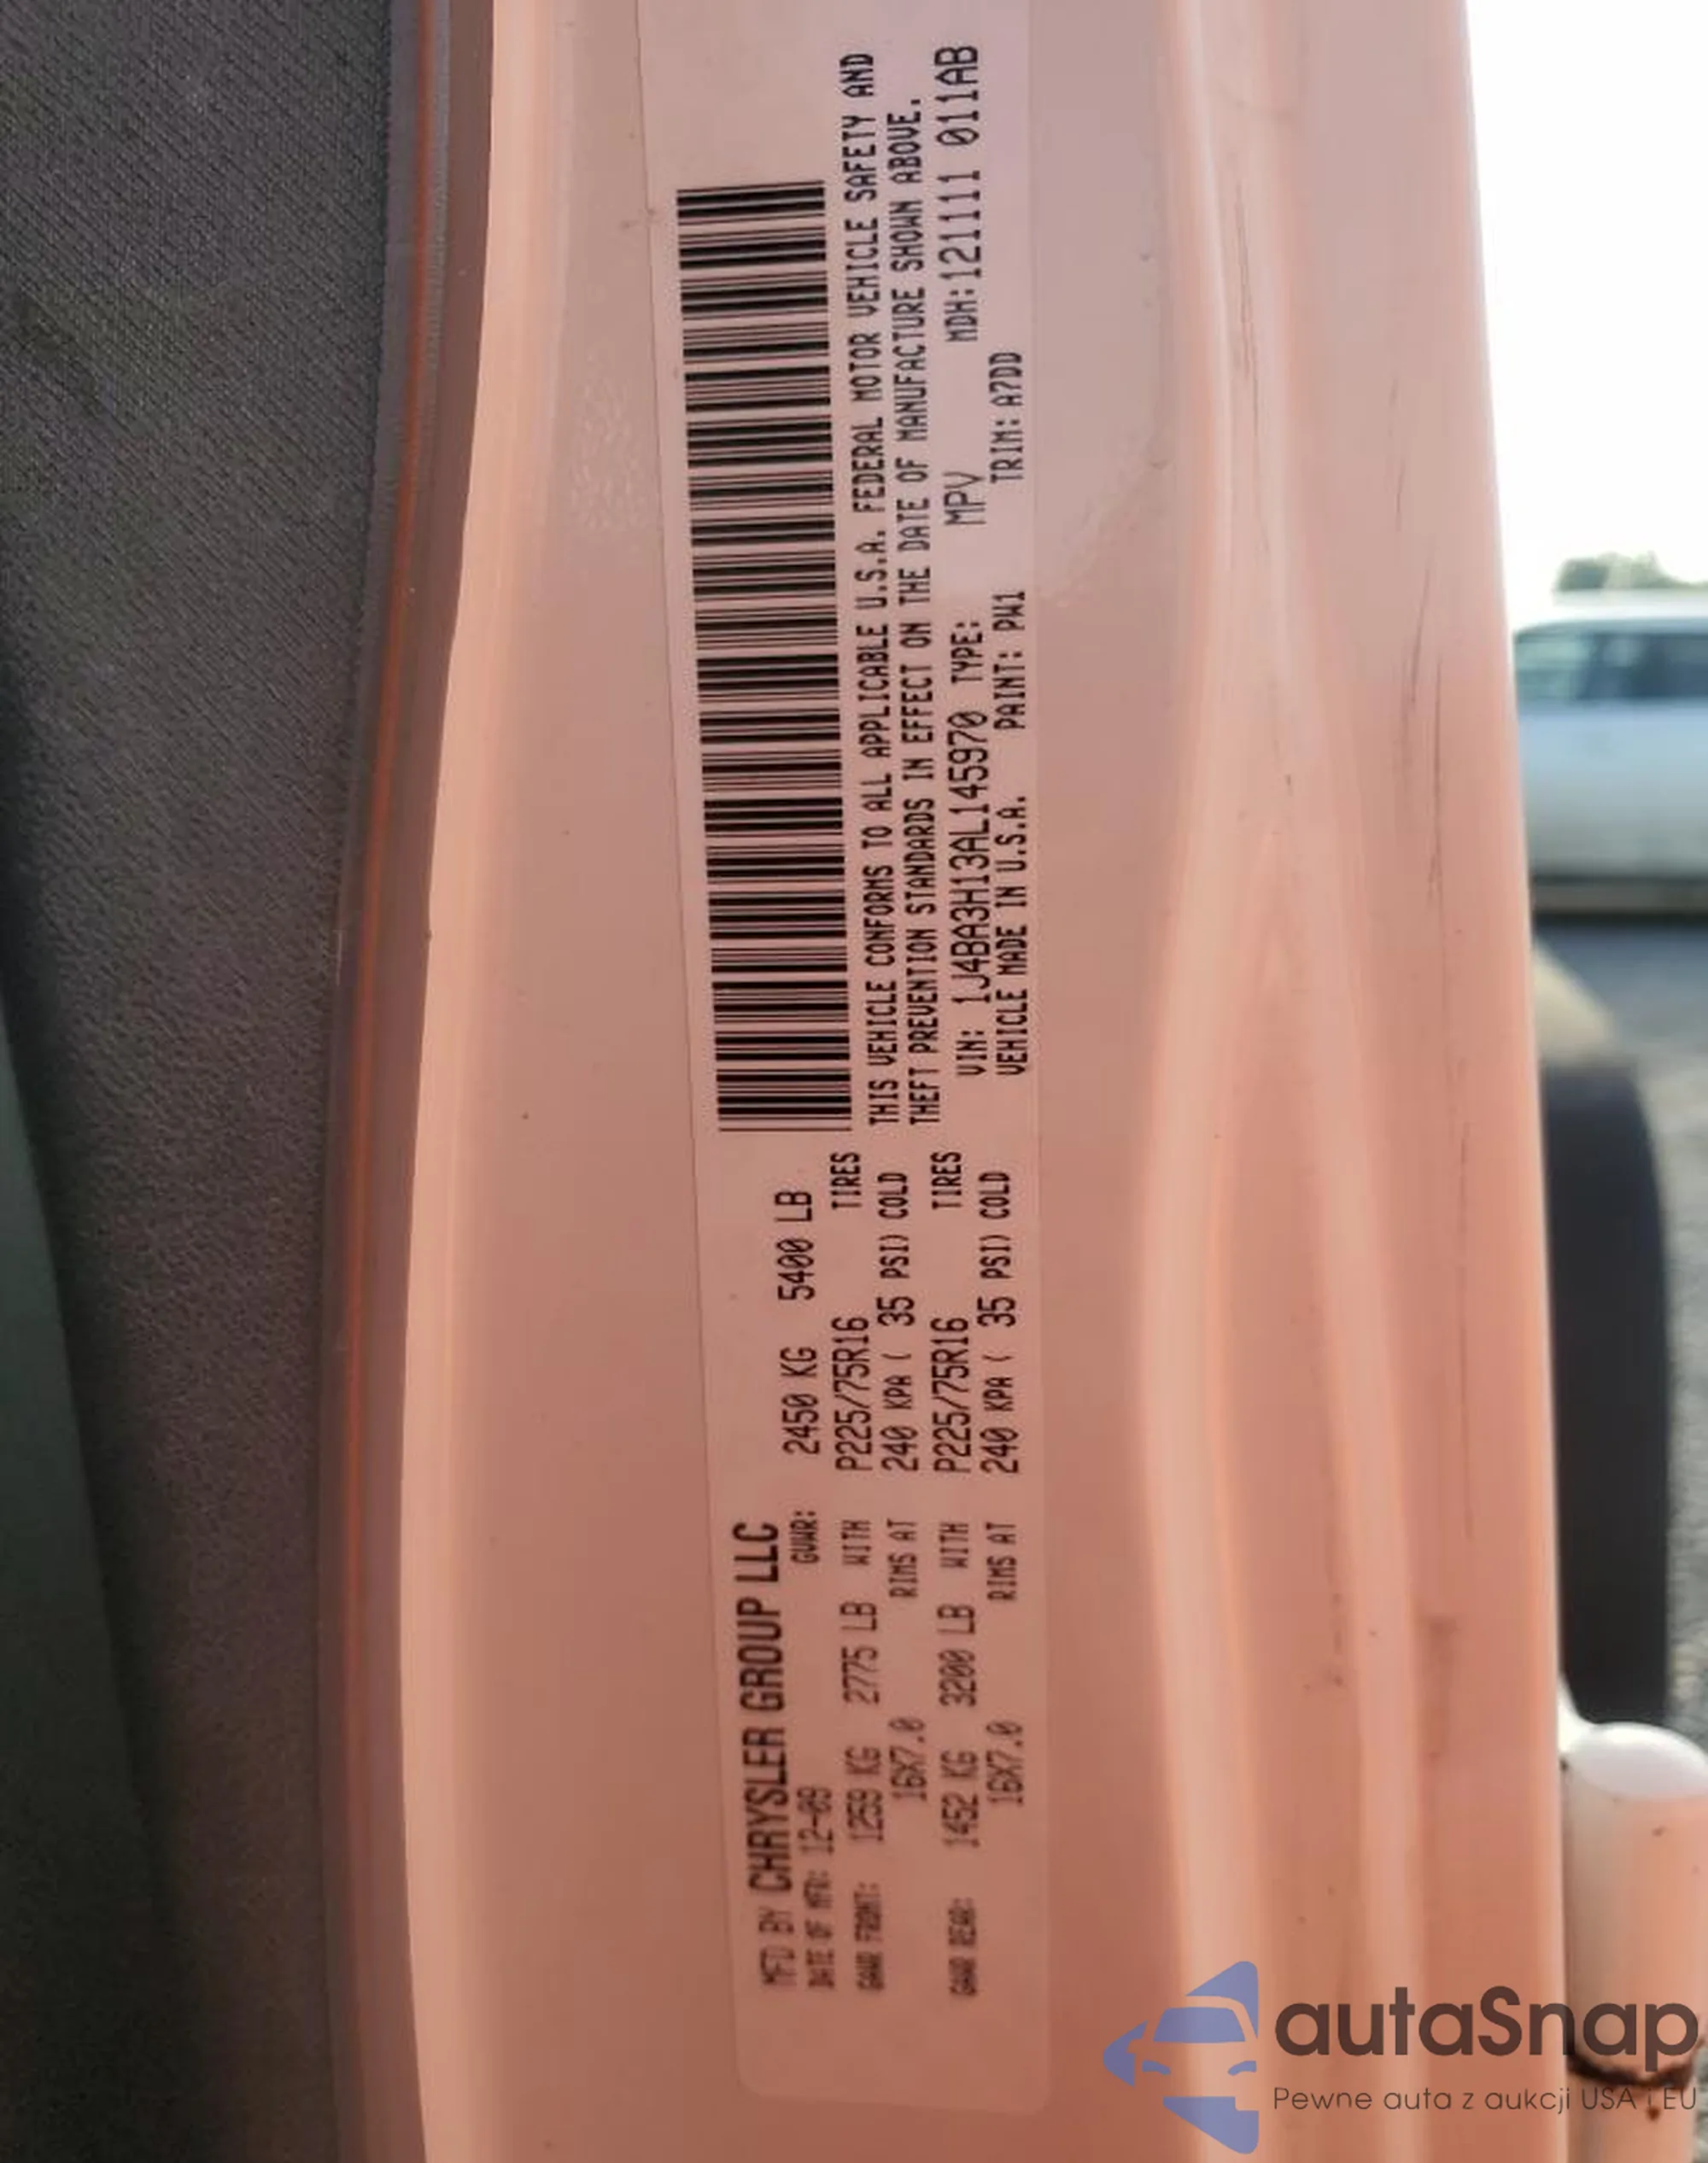 MFD BY CHRYSLER GROUP LLC
DATE OF MFR: 12-09 GVWR: 2450 KG 5400 LB
GAWR FRONT: 1259 KG 2775 LB WITH P225/75R16 TIRES
16X7.0 RIMS AT 240 KPA ( 35 PSI) COLD
GAWR REAR: 1452 KG 3200 LB WITH P225/75R16 TIRES
16X7.0 RIMS AT 240 KPA ( 35 PSI) COLD
THIS VEHICLE CONFORMS TO ALL APPLICABLE U.S.A. FEDERAL MOTOR VEHICLE SAFETY AND
THEFT PREVENTION STANDARDS IN EFFECT ON THE DATE OF MANUFACTURE SHOWN ABOVE.
VIN: 1J4BA3H13AL145970 TYPE: MPV MDH:121111 011AB
VEHICLE MADE IN U.S.A. PAINT: PW1 TRIM: A7DD
autaSnap
Pewne auta z aukcji USA i EU